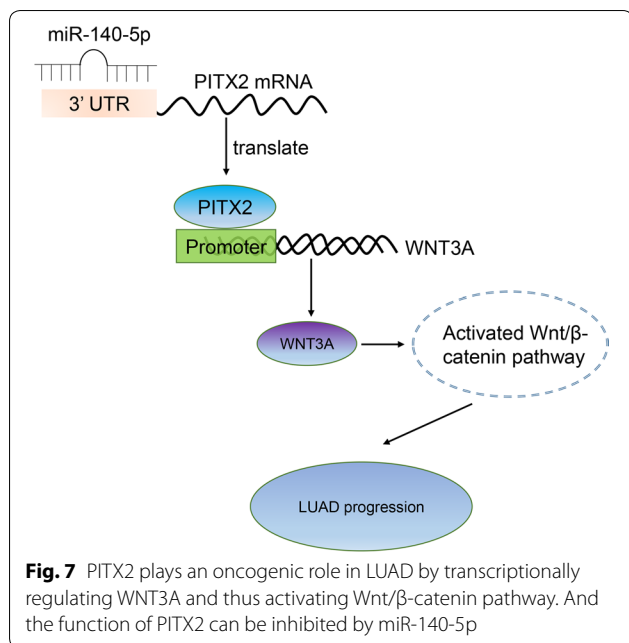 miR-140-5p
3' UTR
PITX2 mRNA
translate
PITX2
Promoter
WNT3A
WNT3A
Activated Wnt/β-
catenin pathway
LUAD progression
Fig. 7 PITX2 plays an oncogenic role in LUAD by transcriptionally
regulating WNT3A and thus activating Wnt/β-catenin pathway. And
the function of PITX2 can be inhibited by miR-140-5p